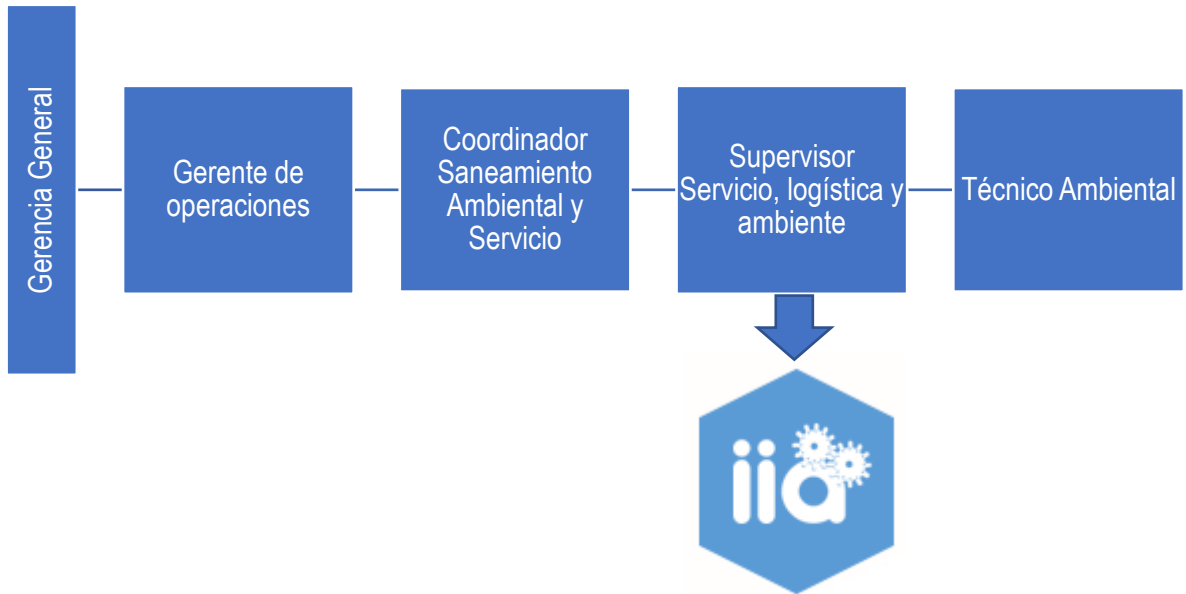 Gerencia General
Gerente de
operaciones
Coordinador
Saneamiento
Ambiental y
Servicio
Supervisor
Servicio, logística y
ambiente
Técnico Ambiental
iia